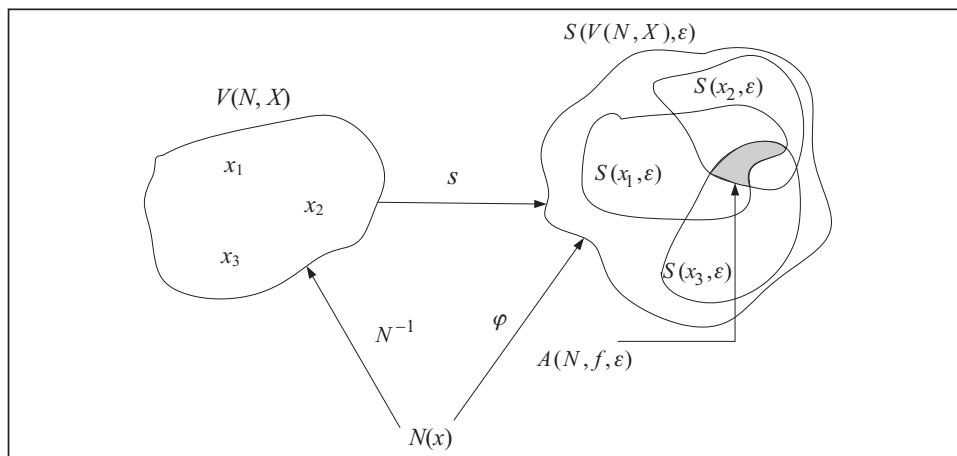 S(V(N,X),ε)
V(N, X)
S(x₂,ε)
x₁
s
S(x₁,ε)
x₂
x₃
S(x₃,ε)
N⁻¹
φ
A(N, f, ε)
N(x)